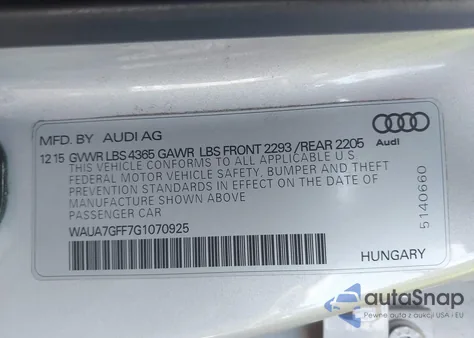 MFD. BY AUDI AG
12 15 GVWR LBS 4365 GAWR LBS FRONT 2293 /REAR 2205
THIS VEHICLE CONFORMS TO ALL APPLICABLE U.S
FEDERAL MOTOR VEHICLE SAFETY, BUMPER AND THEFT
PREVENTION STANDARDS IN EFFECT ON THE DATE OF
MANUFACTURE SHOWN ABOVE
PASSENGER CAR
WAUA7GFF7G1070925
Audi
5140660
HUNGARY
autoSnap
Pewne auto z aukcji USA i EU